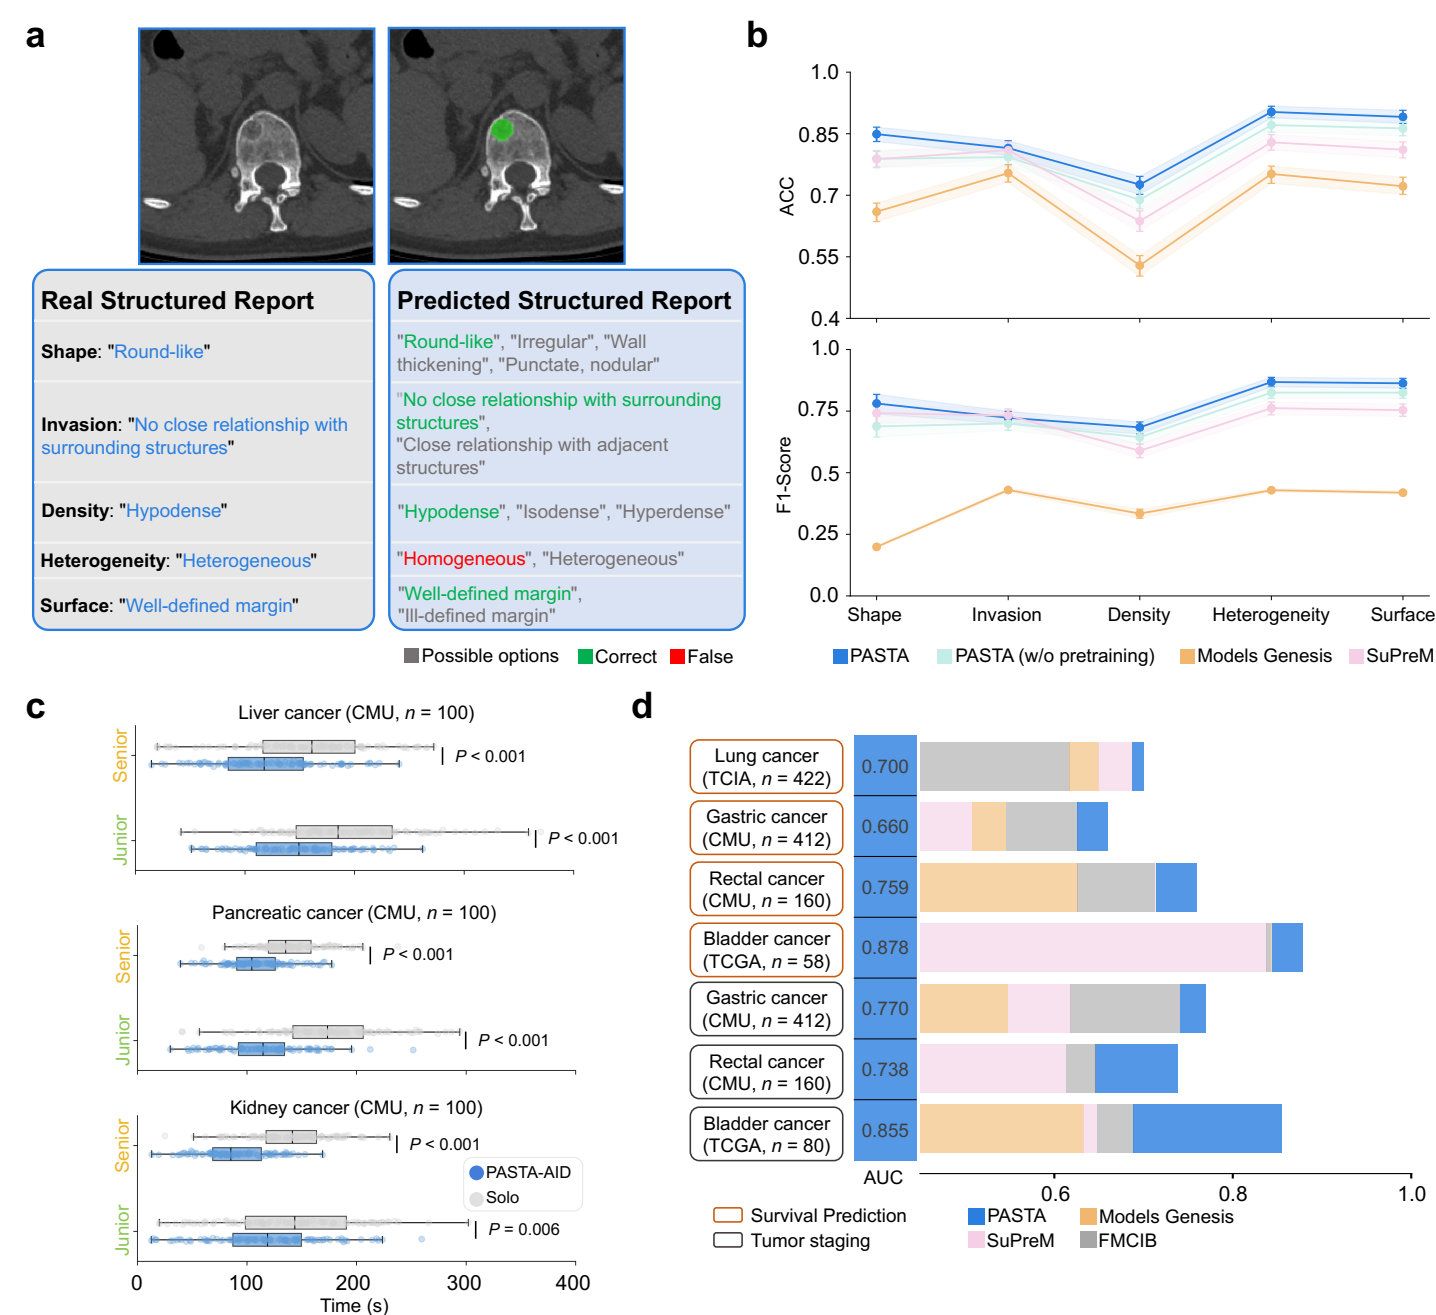 a
Real Structured Report
Shape: "Round-like"
Invasion: "No close relationship with
surrounding structures"
Density: "Hypodense"
Heterogeneity: "Heterogeneous"
Surface: "Well-defined margin"
Predicted Structured Report
"Round-like", "Irregular", "Wall
thickening", "Punctate, nodular"
"No close relationship with surrounding
structures",
"Close relationship with adjacent
structures"
"Hypodense", "Isodense", "Hyperdense"
"Homogeneous", "Heterogeneous"
"Well-defined margin",
"Ill-defined margin"
Possible options Correct False
b
1.0
0.85
0.7
0.55
0.4
ACC
1.0
0.75
0.5
0.25
0.0
F1-Score
Shape Invasion Density Heterogeneity Surface
PASTA PASTA (w/o pretraining) Models Genesis SuPreM
c
Liver cancer (CMU, n = 100)
Senior
P < 0.001
Junior
P < 0.001
Pancreatic cancer (CMU, n = 100)
Senior
P < 0.001
Junior
P < 0.001
Kidney cancer (CMU, n = 100)
Senior
P < 0.001
PASTA-AID
Solo
Junior
P = 0.006
0 100 200 300 400
Time (s)
d
Lung cancer
(TCIA, n = 422)
0.700
Gastric cancer
(CMU, n = 412)
0.660
Rectal cancer
(CMU, n = 160)
0.759
Bladder cancer
(TCGA, n = 58)
0.878
Gastric cancer
(CMU, n = 412)
0.770
Rectal cancer
(CMU, n = 160)
0.738
Bladder cancer
(TCGA, n = 80)
0.855
AUC
0.6 0.8 1.0
Survival Prediction
Tumor staging
PASTA Models Genesis
SuPreM FMCIB